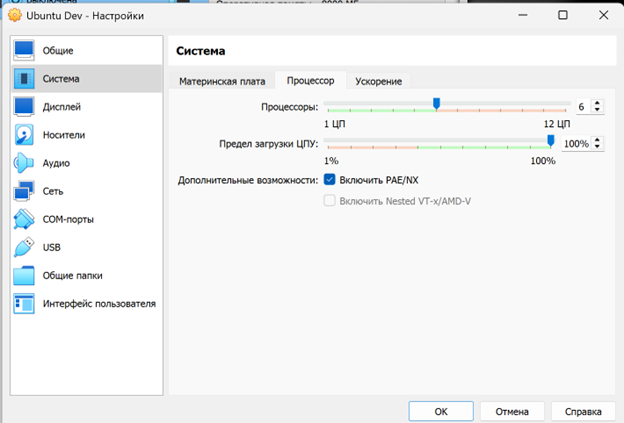 Ubuntu Dev - Настройки
Общие
Система
Дисплей
Носители
Аудио
Сеть
COM-порты
USB
Общие папки
Интерфейс пользователя
Система
Материнская плата Процессор Ускорение
Процессоры: 6
1 ЦП 12 ЦП
Предел загрузки ЦПУ: 100%
1% 100%
Дополнительные возможности: Включить PAE/NX
Включить Nested VT-x/AMD-V
OK Отмена Справка